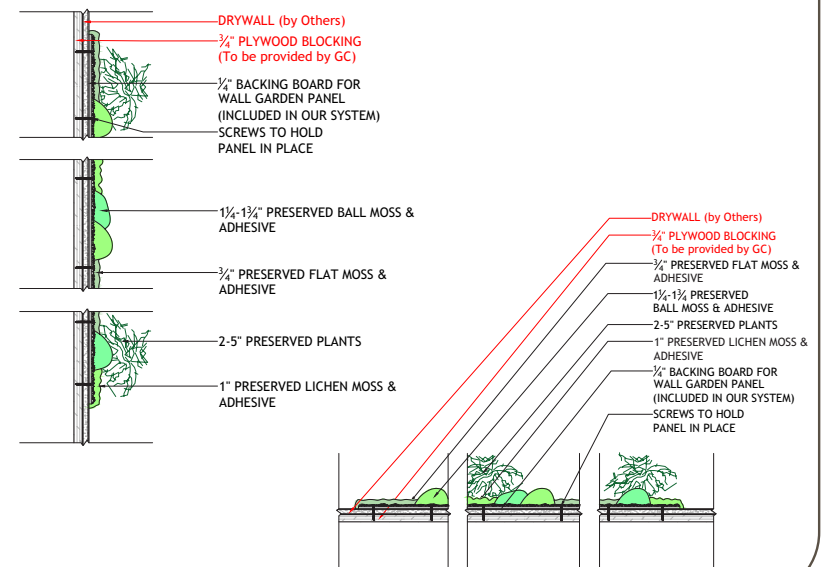 DRYWALL (by Others)
¾" PLYWOOD BLOCKING
(To be provided by GC)
¼" BACKING BOARD FOR
WALL GARDEN PANEL
(INCLUDED IN OUR SYSTEM)
SCREWS TO HOLD
PANEL IN PLACE
1¼-1¾" PRESERVED BALL MOSS &
ADHESIVE
¾" PRESERVED FLAT MOSS &
ADHESIVE
2-5" PRESERVED PLANTS
1" PRESERVED LICHEN MOSS &
ADHESIVE
DRYWALL (by Others)
¾" PLYWOOD BLOCKING
(To be provided by GC)
¾" PRESERVED FLAT MOSS &
ADHESIVE
1¼-1¾ PRESERVED
BALL MOSS & ADHESIVE
2-5" PRESERVED PLANTS
1" PRESERVED LICHEN MOSS &
ADHESIVE
¼" BACKING BOARD FOR
WALL GARDEN PANEL
(INCLUDED IN OUR SYSTEM)
SCREWS TO HOLD
PANEL IN PLACE